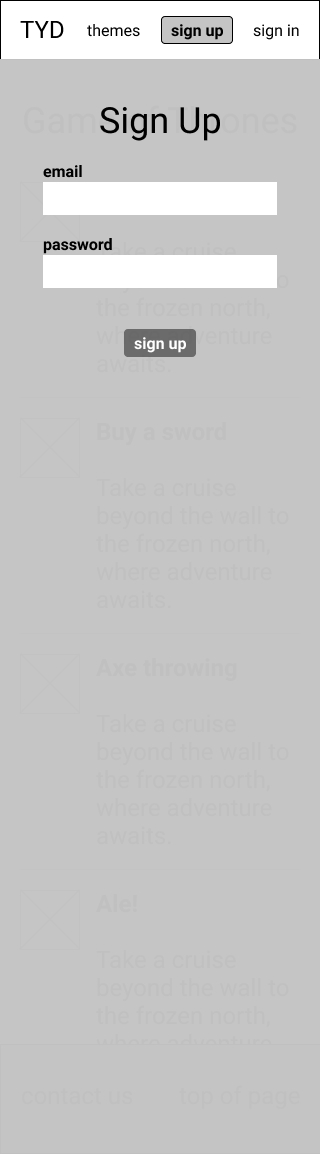 TYD themes sign up sign in
Game of Thrones
Sign Up
email
password
Take a cruise
beyond the wall to
the frozen north,
where adventure
sign up
awaits.
Buy a sword
Take a cruise
beyond the wall to
the frozen north,
where adventure
awaits.
Axe throwing
Take a cruise
beyond the wall to
the frozen north,
where adventure
awaits.
Ale!
Take a cruise
beyond the wall to
the frozen north,
where adventure
contact us top of page